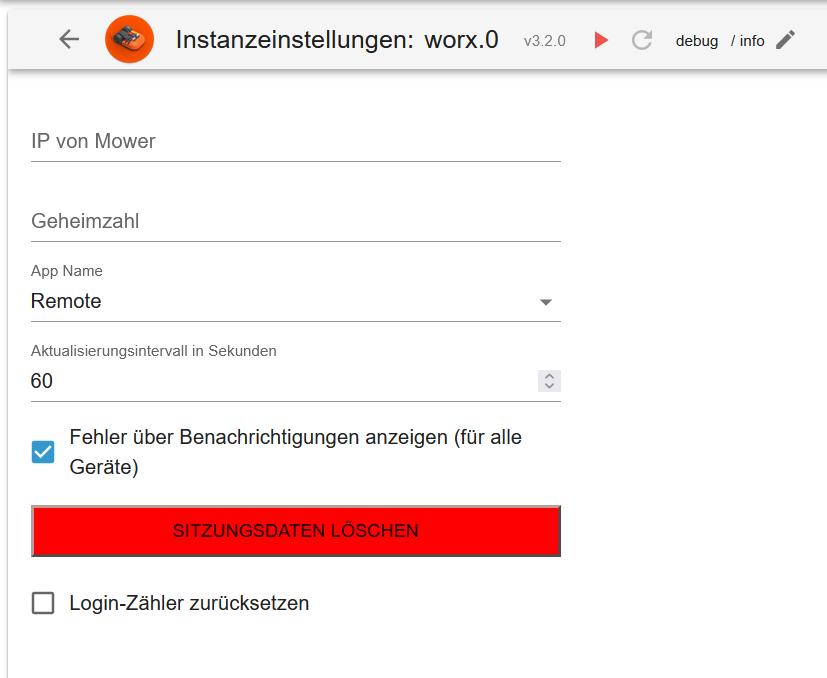 Instanzeinstellungen: worx.0 v3.2.0 debug / info
IP von Mower
Geheimzahl
App Name
Remote
Aktualisierungsintervall in Sekunden
60
Fehler über Benachrichtigungen anzeigen (für alle
Geräte)
SITZUNGSDATEN LÖSCHEN
Login-Zähler zurücksetzen